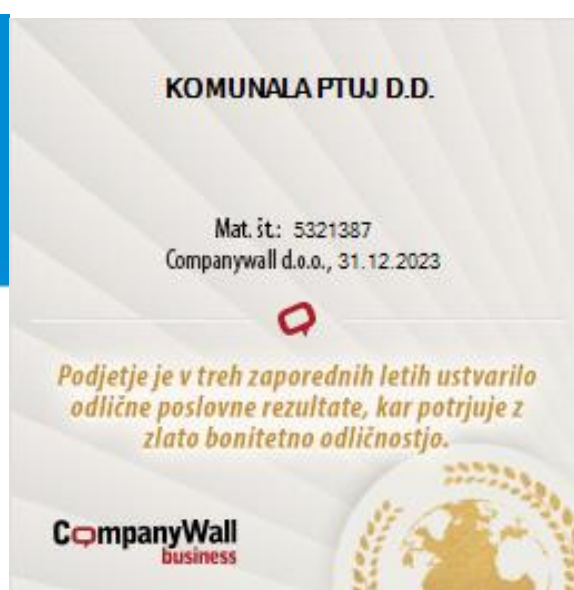 KOMUNALA PTUJ D.D.
Mat. št.: 5321387
Companywall d.o.o., 31.12.2023
Podjetje je v treh zaporednih letih ustvarilo
odlične poslovne rezultate, kar potrjuje z
zlato bonitetno odličnostjo.
CompanyWall
business